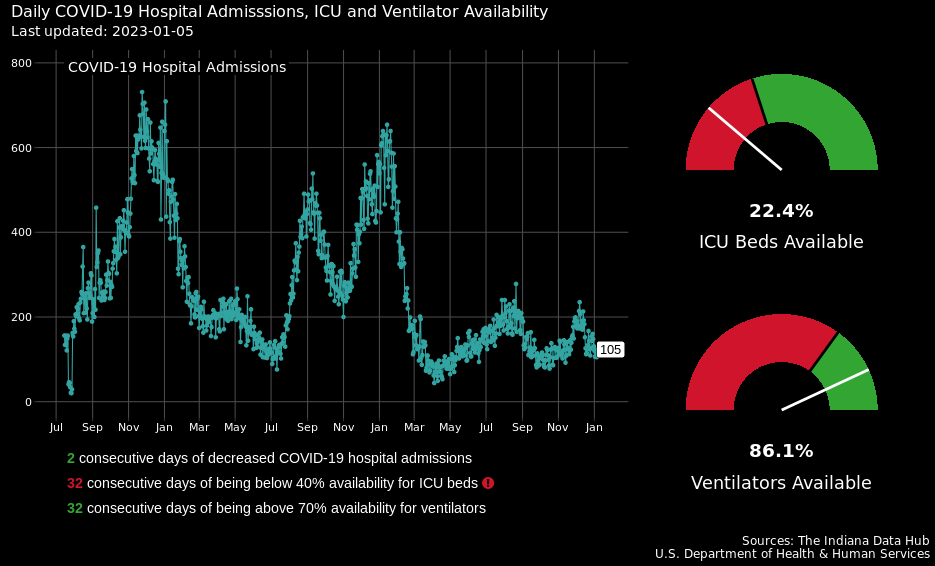 Daily COVID-19 Hospital Admisssions, ICU and Ventilator Availability
Last updated: 2023-01-05
COVID-19 Hospital Admissions
800
600
400
200
0
105
Jul Sep Nov Jan Mar May Jul Sep Nov Jan Mar May Jul Sep Nov Jan
22.4%
ICU Beds Available
86.1%
Ventilators Available
2 consecutive days of decreased COVID-19 hospital admissions
32 consecutive days of being below 40% availability for ICU beds
32 consecutive days of being above 70% availability for ventilators
Sources: The Indiana Data Hub
U.S. Department of Health & Human Services